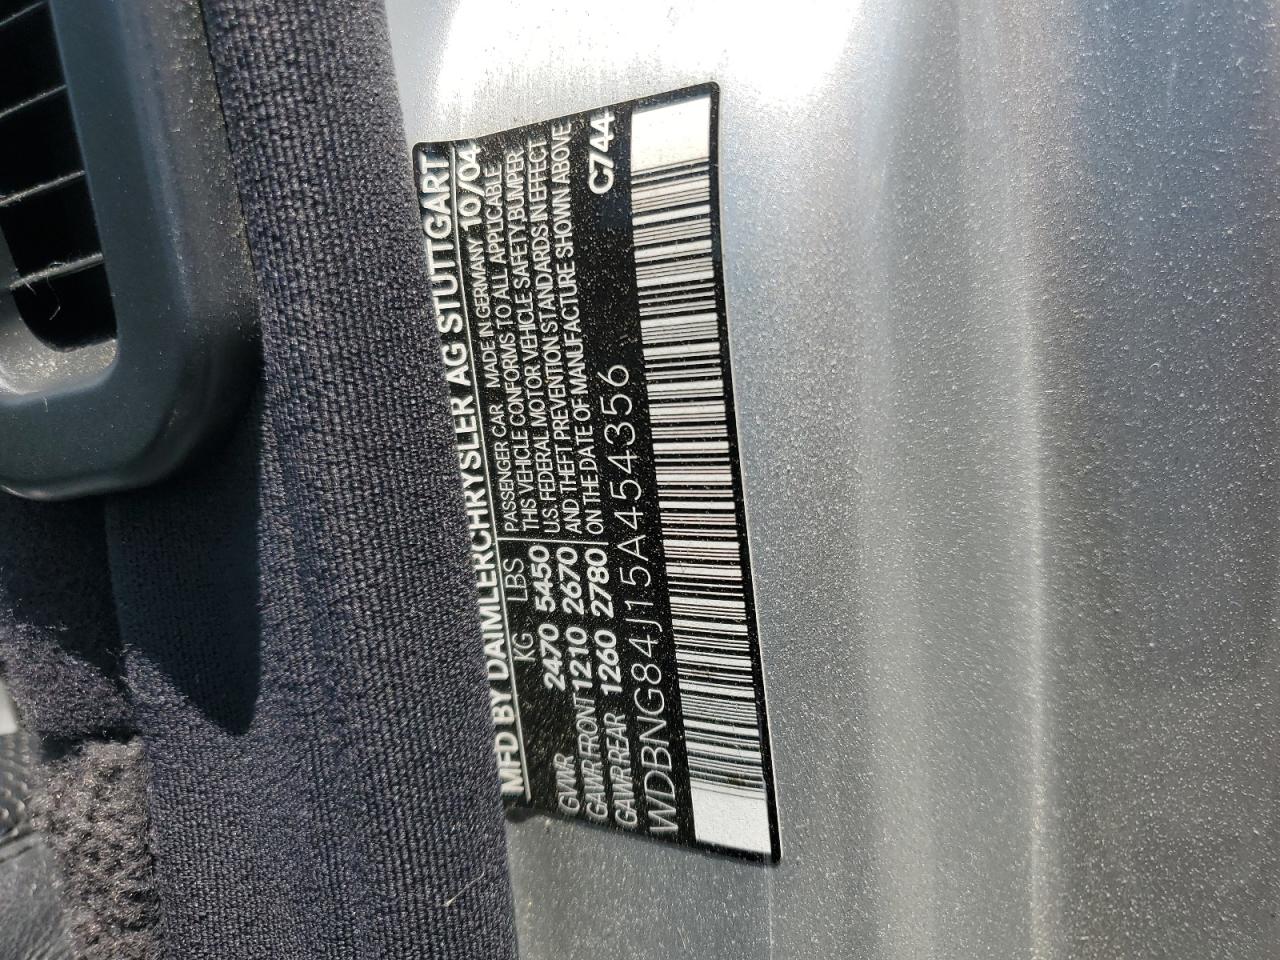 MFD BY DAIMLERCHRYSLER AG STUTTGART
PASSENGER CAR MADE IN GERMANY 10/04
KG LBS
THIS VEHICLE CONFORMS TO ALL APPLICABLE
GVWR 2470 5450
U.S. FEDERAL MOTOR VEHICLE SAFETY, BUMPER
GAWR.FRONT 1210 2670
AND THEFT PREVENTION STANDARDS IN EFFECT
GAWR.REAR 1260 2780
ON THE DATE OF MANUFACTURE SHOWN ABOVE
WDBNG84J15A454356
C744